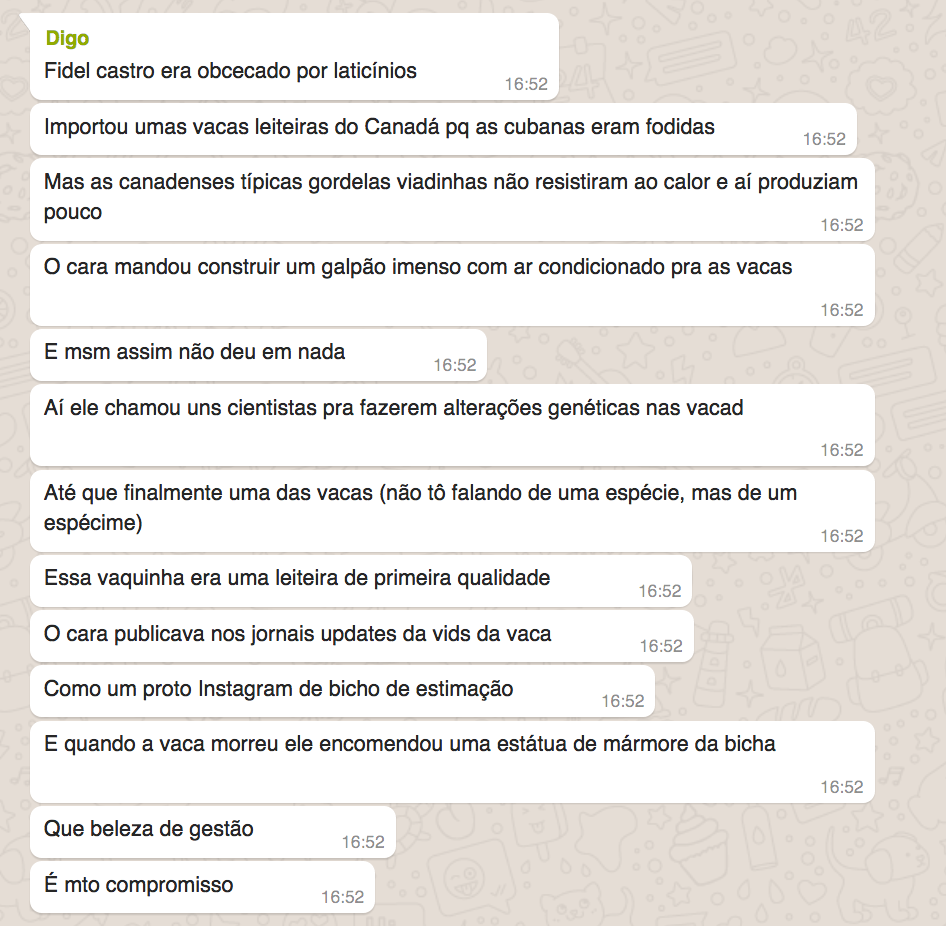 Digo
Fidel castro era obcecado por laticínios
16:52
Importou umas vacas leiteiras do Canadá pq as cubanas eram fodidas
16:52
Mas as canadenses típicas gordelas viadinhas não resistiram ao calor e aí produziam
pouco
16:52
O cara mandou construir um galpão imenso com ar condicionado pra as vacas
16:52
E msm assim não deu em nada
16:52
Aí ele chamou uns cientistas pra fazerem alterações genéticas nas vacad
16:52
Até que finalmente uma das vacas (não tô falando de uma espécie, mas de um
espécime)
16:52
Essa vaquinha era uma leiteira de primeira qualidade
16:52
O cara publicava nos jornais updates da vids da vaca
16:52
Como um proto Instagram de bicho de estimação
16:52
E quando a vaca morreu ele encomendou uma estátua de mármore da bicha
16:52
Que beleza de gestão
16:52
É mto compromisso
16:52